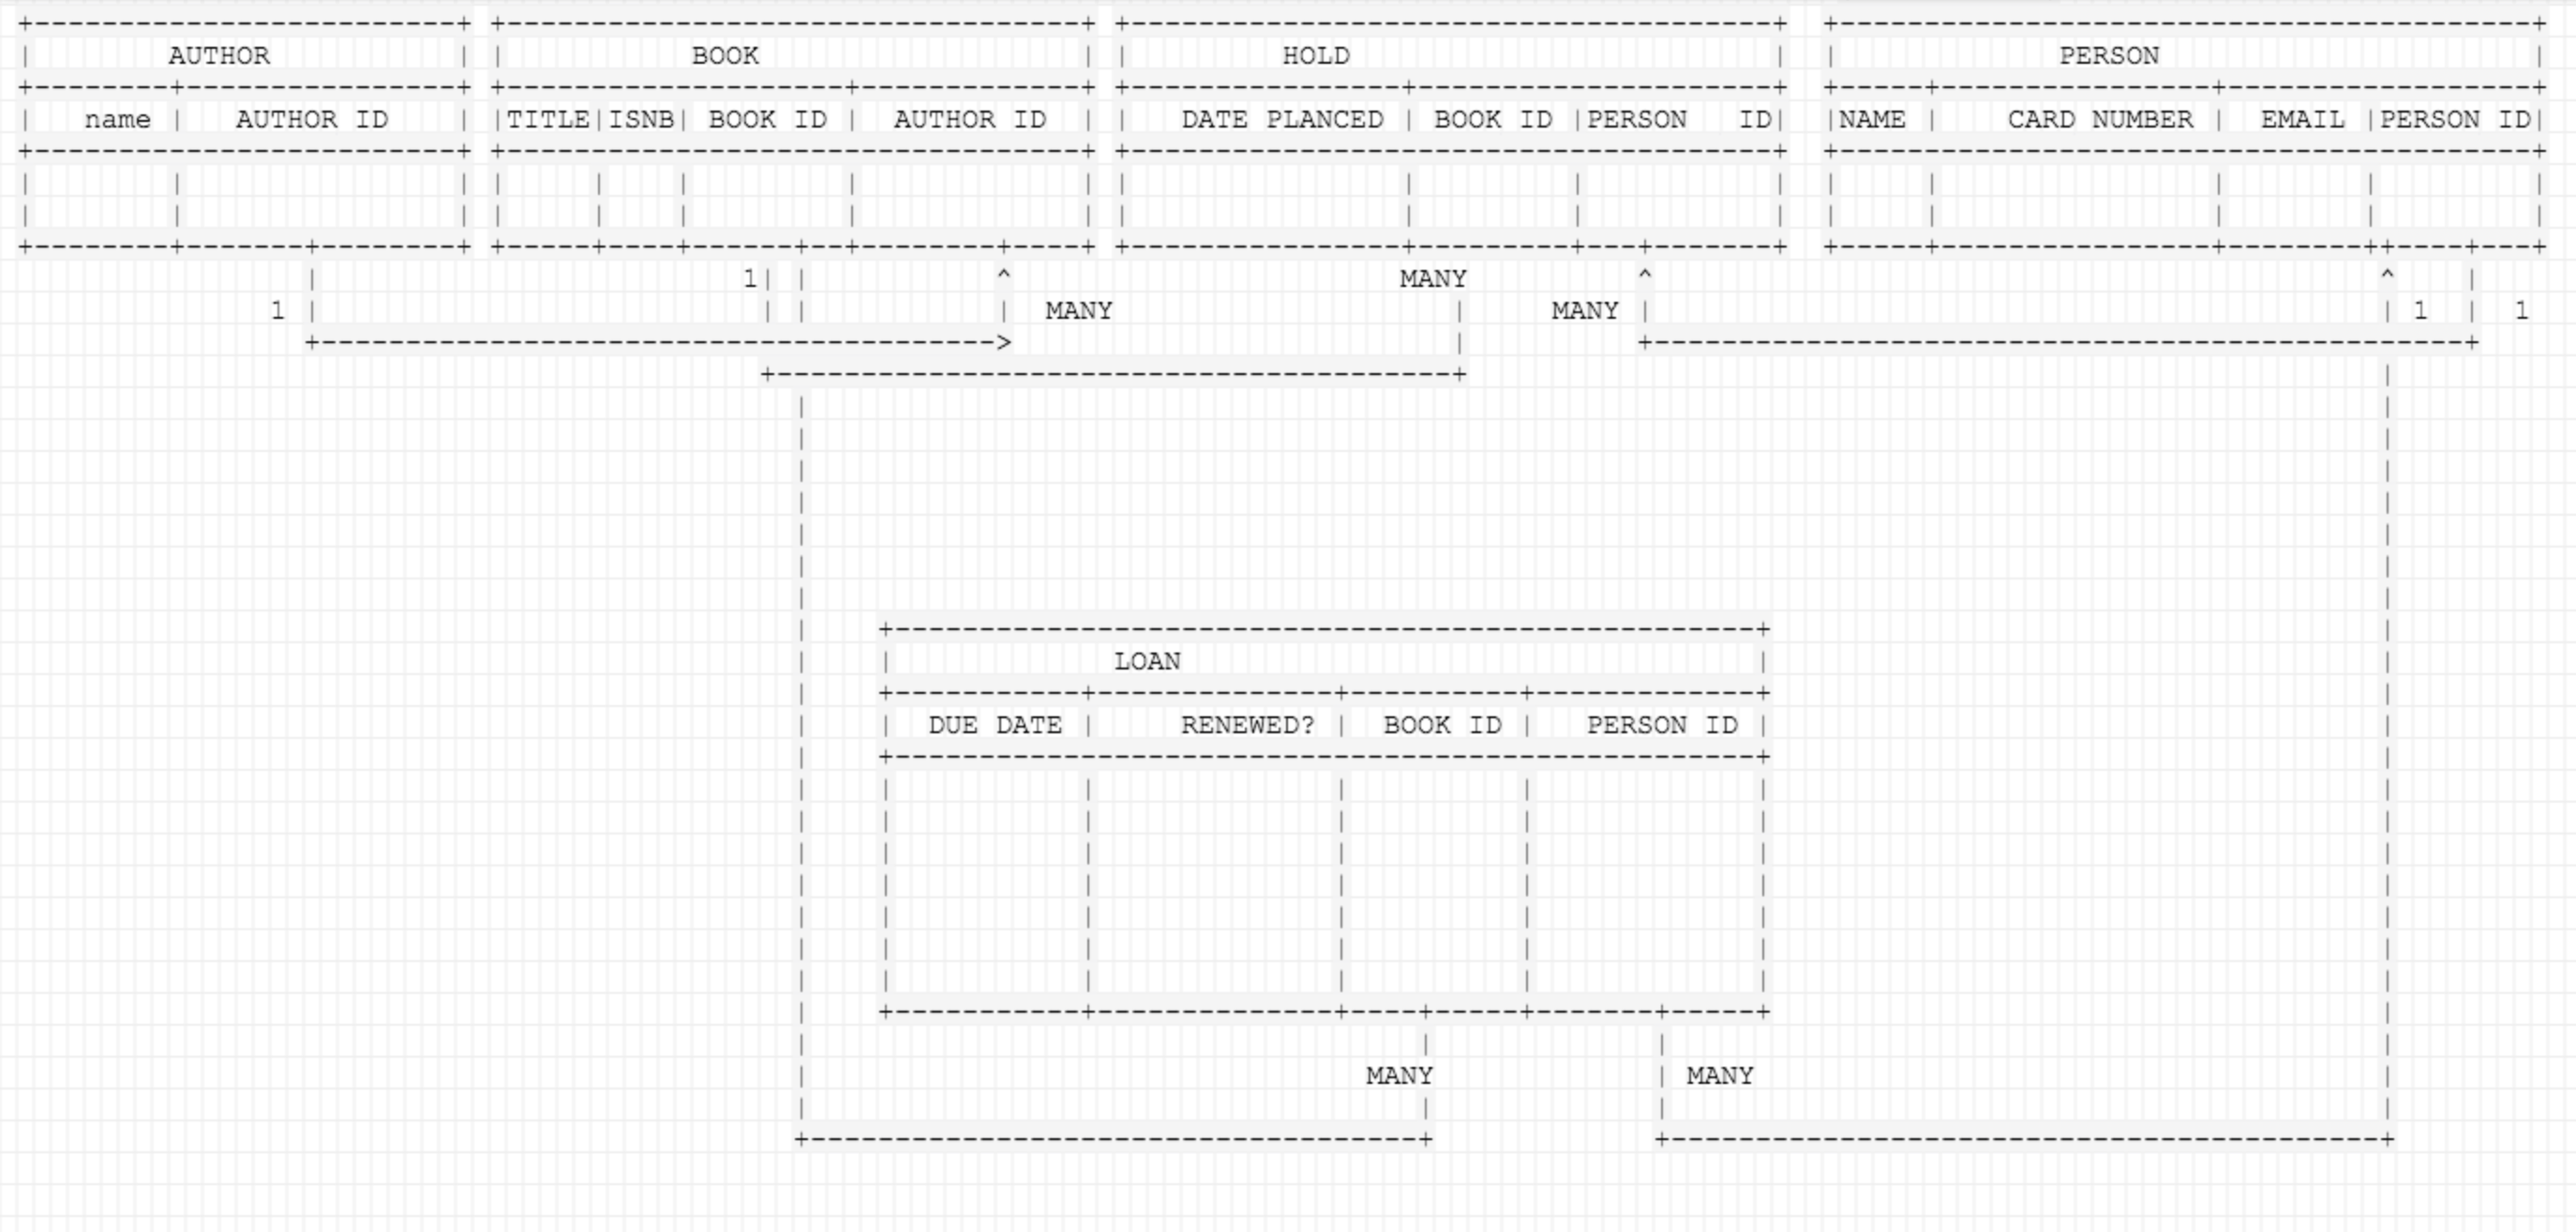 AUTHOR BOOK HOLD PERSON
name AUTHOR ID TITLE ISNB BOOK ID AUTHOR ID DATE PLANCED BOOK ID PERSON ID NAME CARD NUMBER EMAIL PERSON ID
1 MANY
1 MANY MANY 1 1
LOAN
DUE DATE RENEWED? BOOK ID PERSON ID
MANY MANY